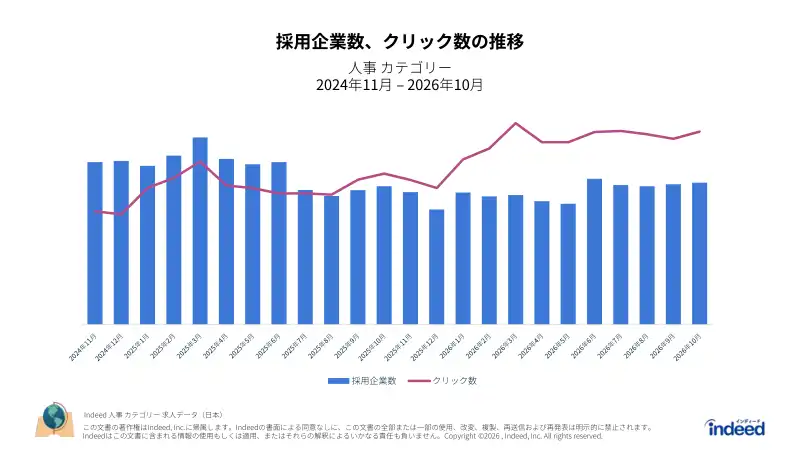 採用企業数、クリック数の推移
人事 カテゴリー
2024年11月 – 2026年10月
2024年11月
2024年12月
2025年1月
2025年2月
2025年3月
2025年4月
2025年5月
2025年6月
2025年7月
2025年8月
2025年9月
2025年10月
2025年11月
2025年12月
2026年1月
2026年2月
2026年3月
2026年4月
2026年5月
2026年6月
2026年7月
2026年8月
2026年9月
2026年10月
採用企業数 クリック数
Indeed 人事 カテゴリー 求人データ（日本）
この文書の著作権はIndeed, Inc.に帰属します。Indeedの書面による同意なしに、この文書の全部または一部の使用、改変、複製、再送信および再発表は明示的に禁止されます。
Indeedはこの文書に含まれる情報の使用もしくは適用、またはそれらの解釈によるいかなる責任も負いません。Copyright ©2026 , Indeed, Inc. All rights reserved.
インディード
indeed